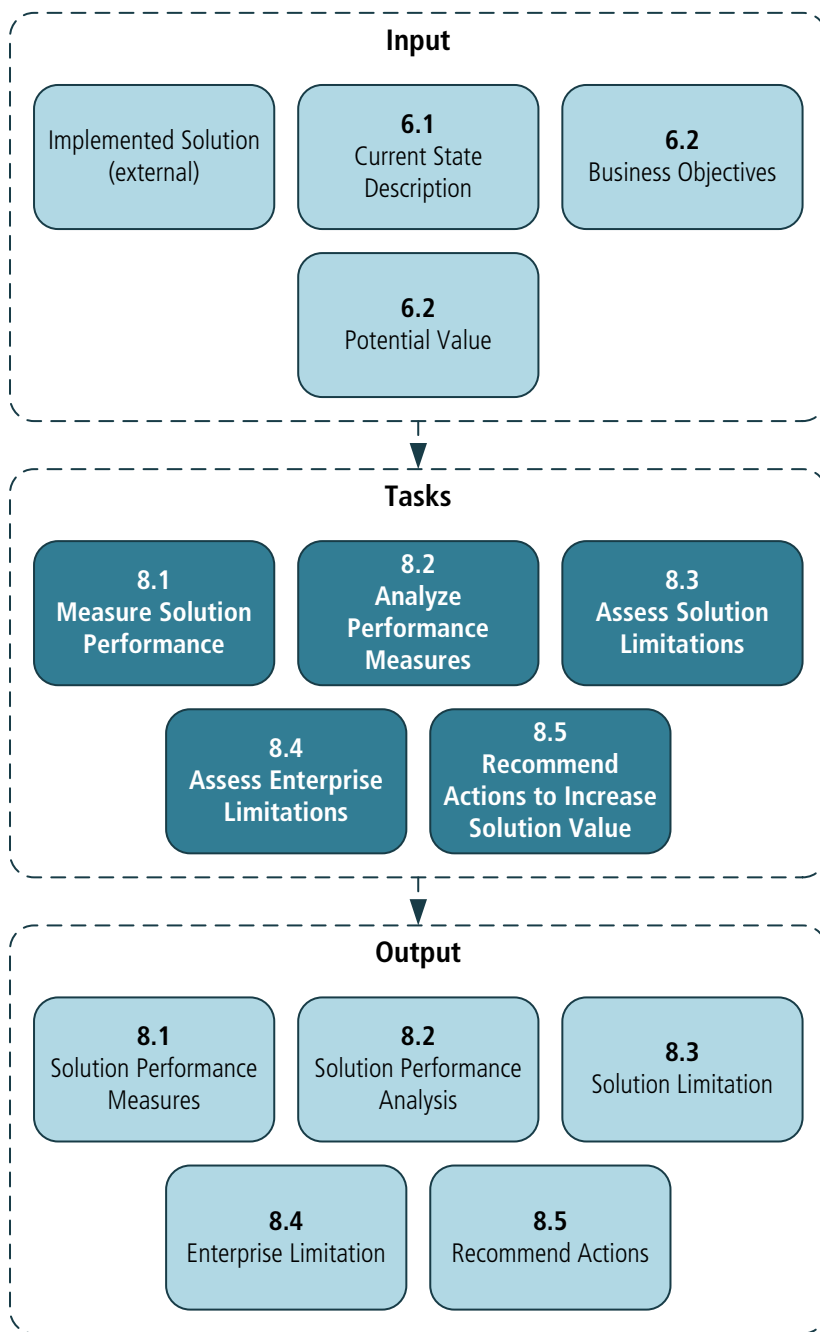 Input
Implemented Solution
(external)
6.1
Current State
Description
6.2
Business Objectives
6.2
Potential Value
Tasks
8.1
Measure Solution
Performance
8.2
Analyze
Performance
Measures
8.3
Assess Solution
Limitations
8.4
Assess Enterprise
Limitations
8.5
Recommend
Actions to Increase
Solution Value
Output
8.1
Solution Performance
Measures
8.2
Solution Performance
Analysis
8.3
Solution Limitation
8.4
Enterprise Limitation
8.5
Recommend Actions